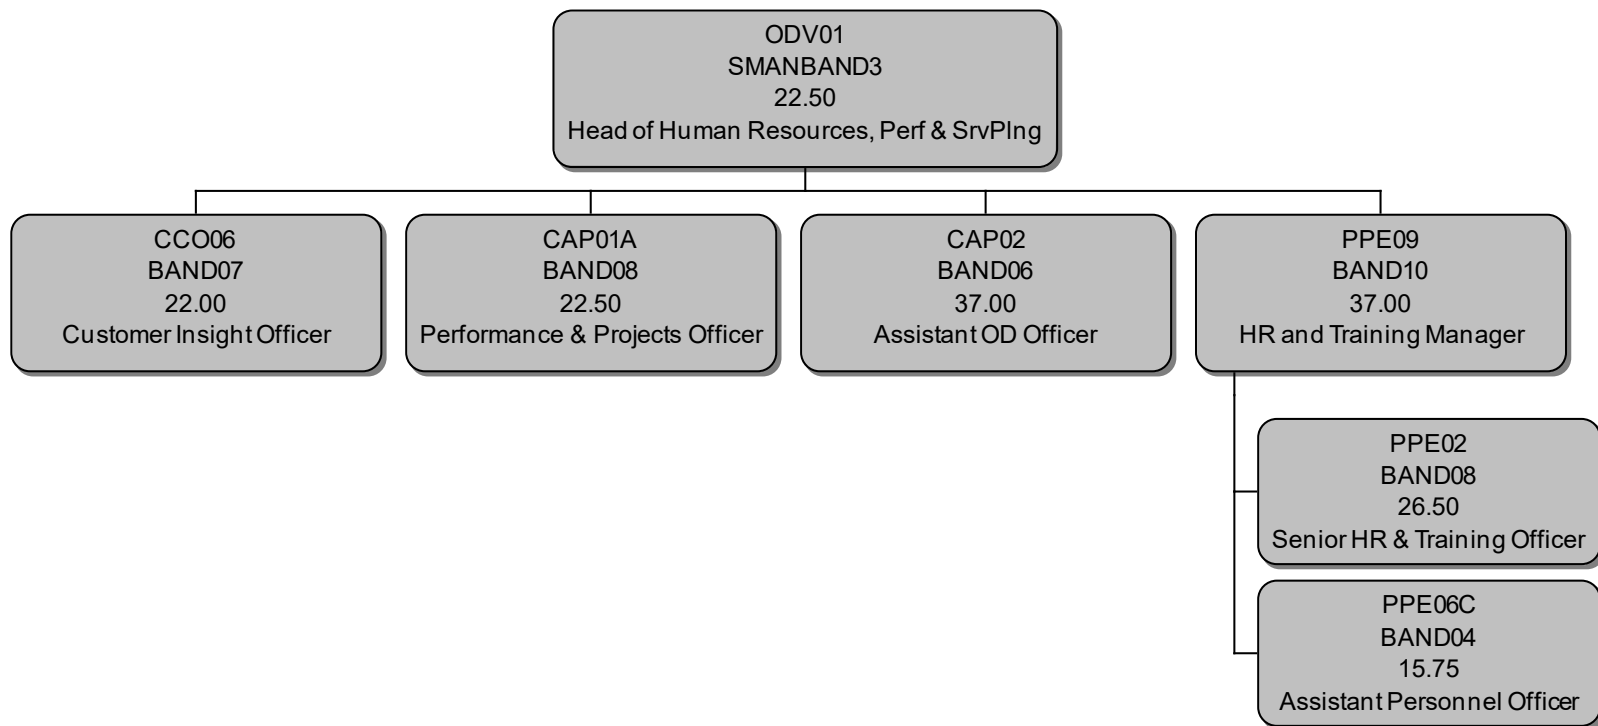 ODV01
SMANBAND3
22.50
Head of Human Resources, Perf & SrvPlng
CCO06
BAND07
22.00
Customer Insight Officer
CAP01A
BAND08
22.50
Performance & Projects Officer
CAP02
BAND06
37.00
Assistant OD Officer
PPE09
BAND10
37.00
HR and Training Manager
PPE02
BAND08
26.50
Senior HR & Training Officer
PPE06C
BAND04
15.75
Assistant Personnel Officer